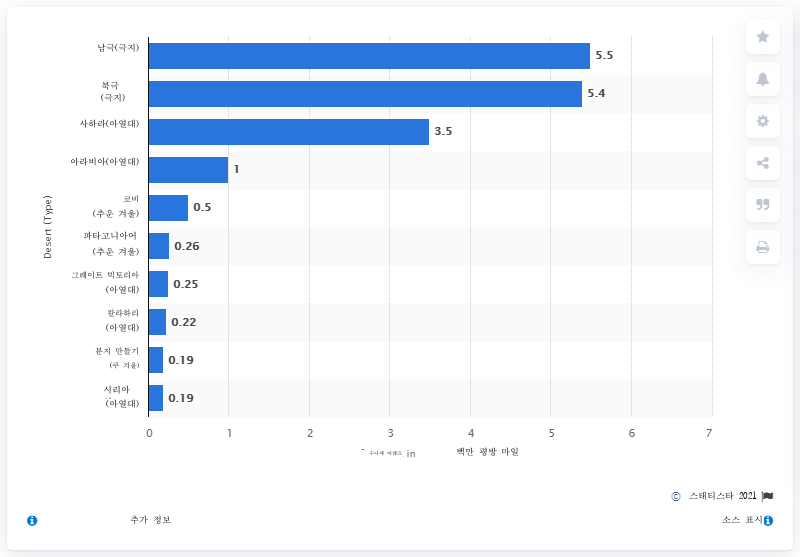 남극(극지)
5.5
북극
(극지)
5.4
사하라(아열대)
3.5
아라비아(아열대)
1
고비
(추운 겨울)
0.5
파타고니아어
(추운 겨울)
0.26
그레이트 빅토리아
(아열대)
0.25
칼라하리
(아열대)
0.22
분지 만들기
겨울)
0.19
시리아
(아열대)
0.19
Desert (Type)
0 1 2 3 4 5 6 7
in 백만 평방 마일
© 스태티스타 2021
추가 정보
소스 표시